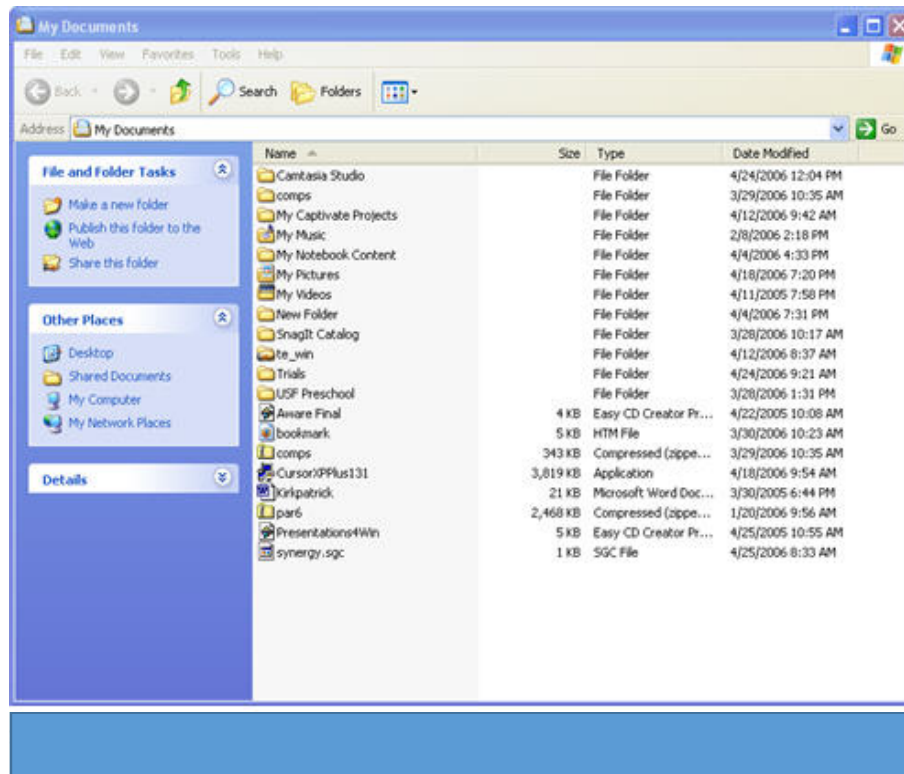 My Documents
File Edit View Favorites Tools Help
Back Search Folders
Address My Documents Go
File and Folder Tasks
Make a new folder
Publish this folder to the
Web
Share this folder
Other Places
Desktop
Shared Documents
My Computer
My Network Places
Details
Name Size Type Date Modified
Camtasia Studio File Folder 4/24/2006 12:04 PM
comps File Folder 3/29/2006 10:35 AM
My Captivate Projects File Folder 4/12/2006 9:42 AM
My Music File Folder 2/8/2006 2:18 PM
My Notebook Content File Folder 4/4/2006 4:33 PM
My Pictures File Folder 4/18/2006 7:20 PM
My Videos File Folder 4/11/2005 7:58 PM
New Folder File Folder 4/4/2006 7:31 PM
SnagIt Catalog File Folder 3/28/2006 10:17 AM
te_win File Folder 4/12/2006 8:37 AM
Trials File Folder 4/24/2006 9:21 AM
USF Preschool File Folder 3/28/2006 1:31 PM
Aware Final 4 KB Easy CD Creator Pr... 4/22/2005 10:08 AM
bookmark 5 KB HTM File 3/30/2006 10:23 AM
comps 343 KB Compressed (zippe... 3/29/2006 10:35 AM
CursorXPPlus131 3,819 KB Application 4/18/2006 9:54 AM
Kirkpatrick 21 KB Microsoft Word Doc... 3/30/2005 6:44 PM
par6 2,468 KB Compressed (zippe... 1/20/2006 9:56 AM
Presentations4Win 5 KB Easy CD Creator Pr... 4/25/2005 10:55 AM
synergy.sgc 1 KB SGC File 4/25/2006 8:33 AM